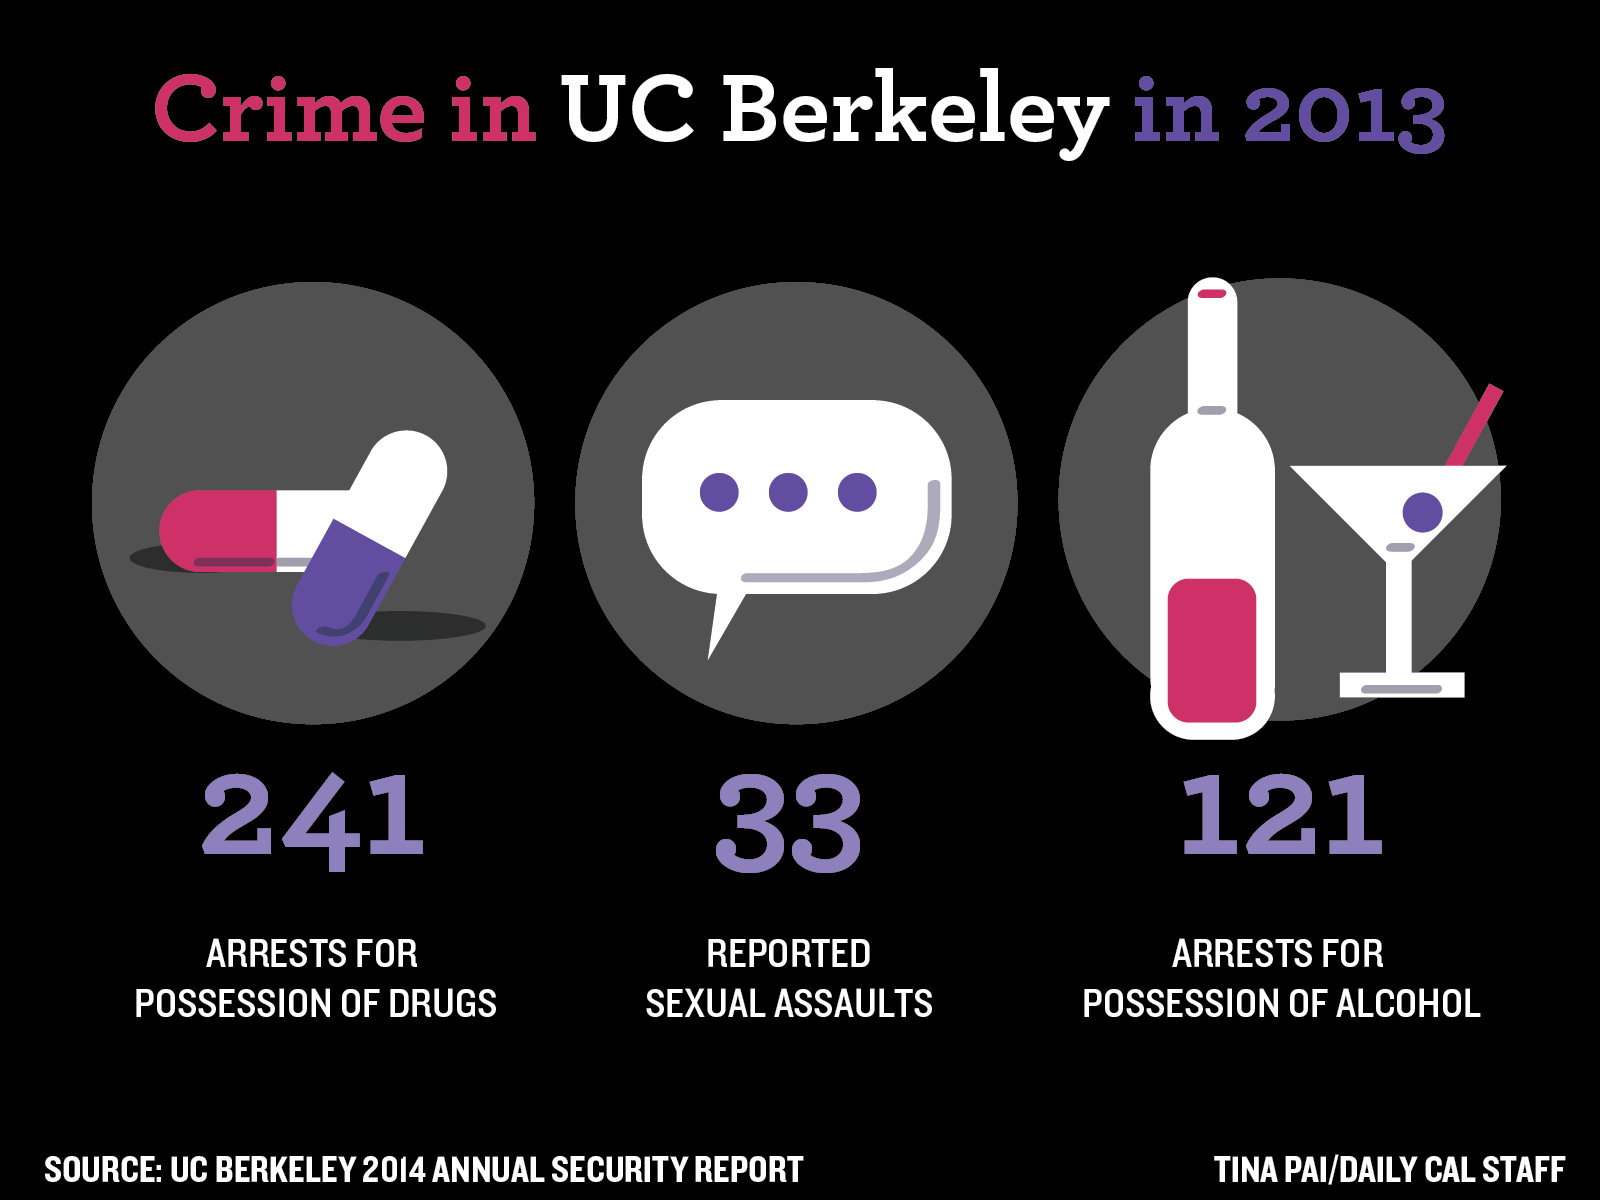 Crime in UC Berkeley in 2013
241
ARRESTS FOR
POSSESSION OF DRUGS
33
REPORTED
SEXUAL ASSAULTS
121
ARRESTS FOR
POSSESSION OF ALCOHOL
SOURCE: UC BERKELEY 2014 ANNUAL SECURITY REPORT
TINA PAI/DAILY CAL STAFF